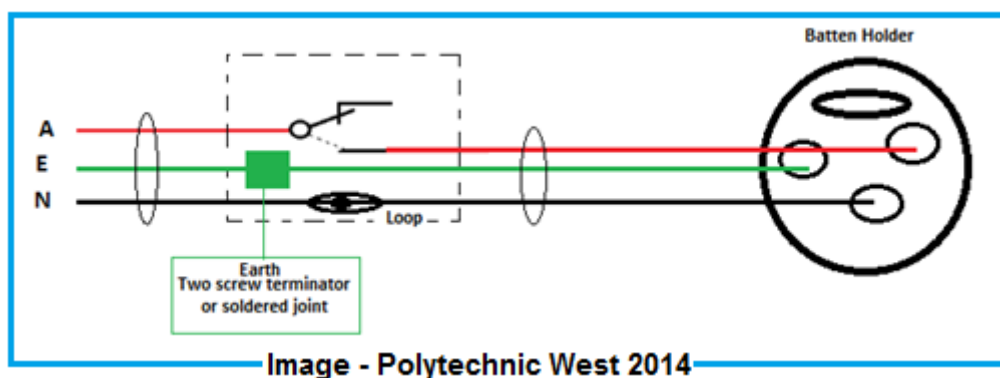 Batten Holder
A
E
N
Loop
Earth
Two screw terminator
or soldered joint
Image - Polytechnic West 2014